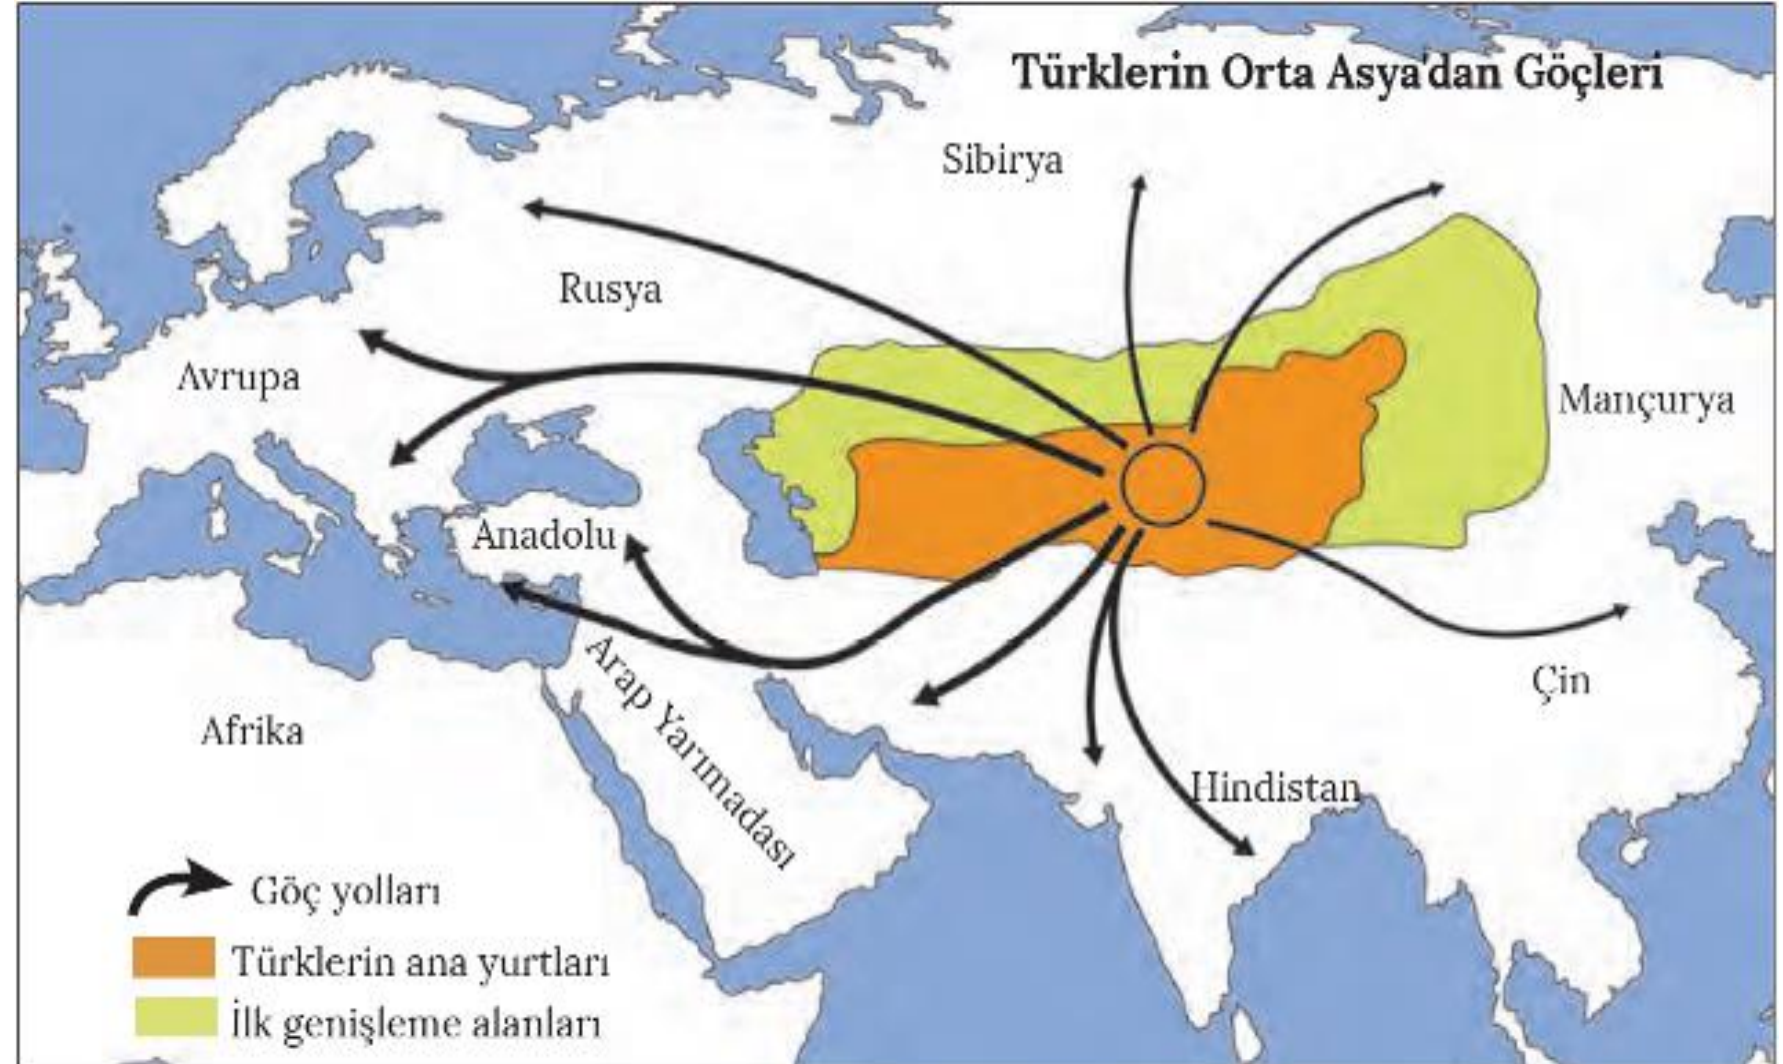 Türklerin Orta Asya'dan Göçleri
Sibirya
Rusya
Avrupa
Mançurya
Anadolu
Arap Yarımadası
Çin
Afrika
Hindistan
Göç yolları
Türklerin ana yurtları
İlk genişleme alanları